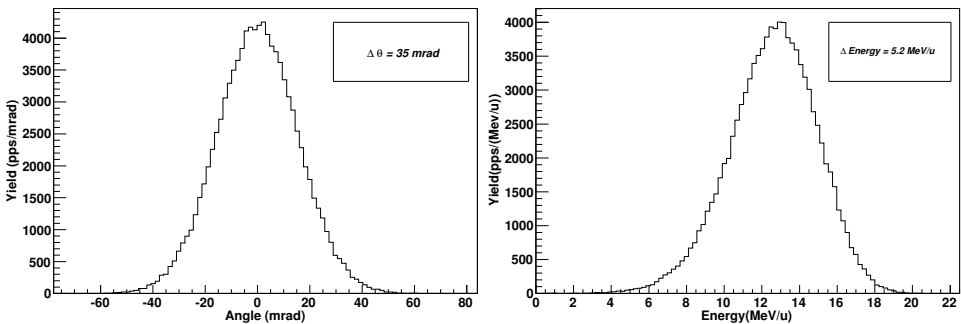 Yield (pps/mrad)
4000
3500
3000
2500
2000
1500
1000
500
0
Δ θ = 35 mrad
-60 -40 -20 0 20 40 60 80
Angle (mrad)
Yield(pps/(Mev/u))
4000
3500
3000
2500
2000
1500
1000
500
0
Δ Energy = 5.2 MeV/u
0 2 4 6 8 10 12 14 16 18 20 22
Energy(MeV/u)